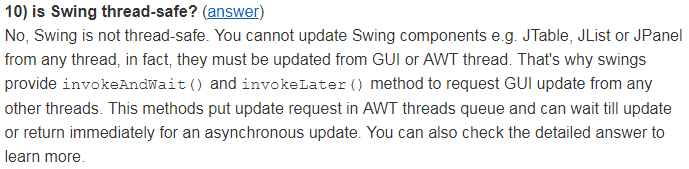 10) is Swing thread-safe? (answer)
No, Swing is not thread-safe. You cannot update Swing components e.g. JTable, JList or JPanel
from any thread, in fact, they must be updated from GUI or AWT thread. That's why swings
provide invokeAndWait() and invokeLater() method to request GUI update from any
other threads. This methods put update request in AWT threads queue and can wait till update
or return immediately for an asynchronous update. You can also check the detailed answer to
learn more.